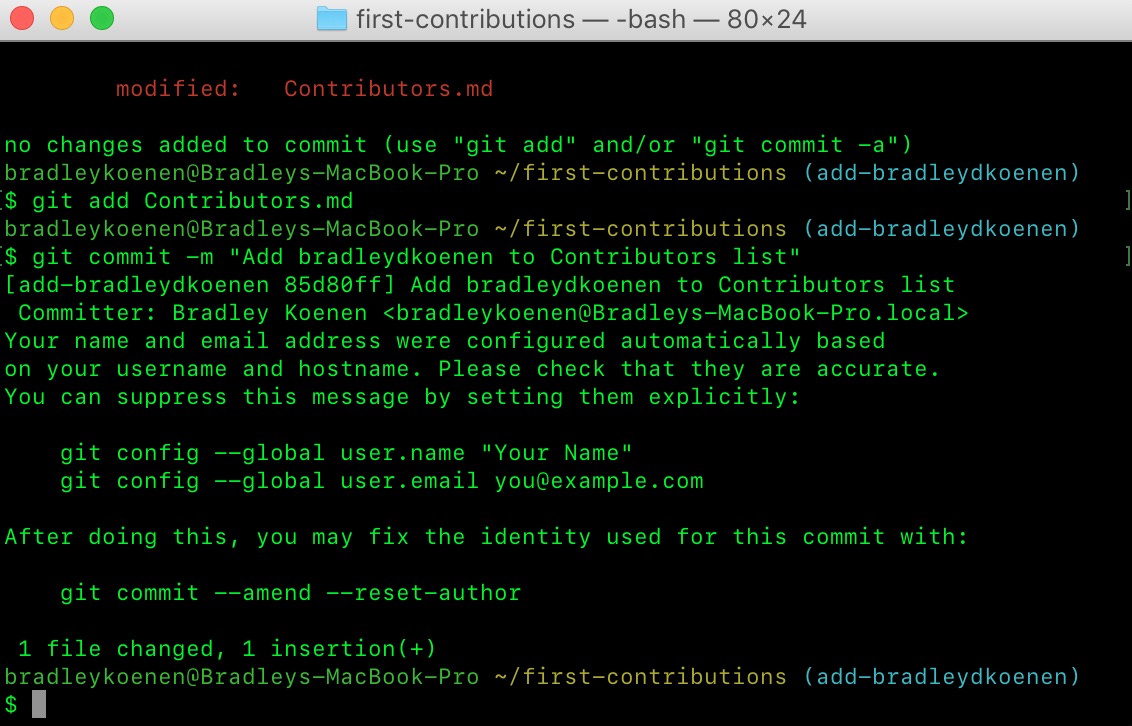 first-contributions — -bash — 80×24
modified:   Contributors.md
no changes added to commit (use "git add" and/or "git commit -a")
bradleykoenen@Bradleys-MacBook-Pro ~/first-contributions (add-bradleydkoenen)
[$ git add Contributors.md ]
bradleykoenen@Bradleys-MacBook-Pro ~/first-contributions (add-bradleydkoenen)
[$ git commit -m "Add bradleydkoenen to Contributors list" ]
[add-bradleydkoenen 85d80ff] Add bradleydkoenen to Contributors list
 Committer: Bradley Koenen <bradleykoenen@Bradleys-MacBook-Pro.local>
Your name and email address were configured automatically based
on your username and hostname. Please check that they are accurate.
You can suppress this message by setting them explicitly:
    git config --global user.name "Your Name"
    git config --global user.email you@example.com
After doing this, you may fix the identity used for this commit with:
    git commit --amend --reset-author
 1 file changed, 1 insertion(+)
bradleykoenen@Bradleys-MacBook-Pro ~/first-contributions (add-bradleydkoenen)
$